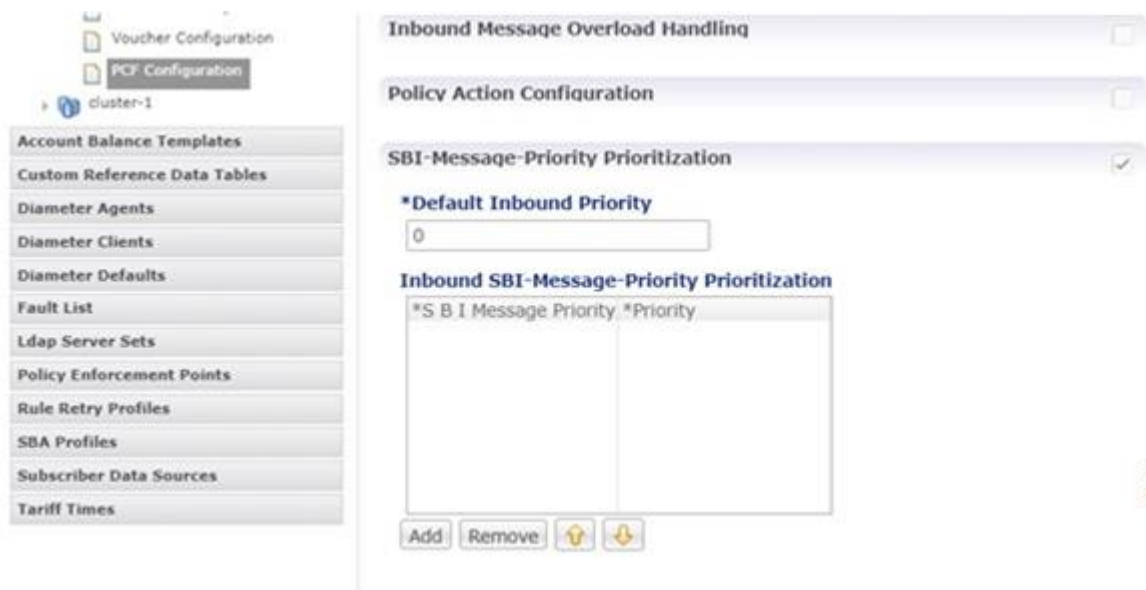 Voucher Configuration
PCF Configuration
cluster-1
Account Balance Templates
Custom Reference Data Tables
Diameter Agents
Diameter Clients
Diameter Defaults
Fault List
Ldap Server Sets
Policy Enforcement Points
Rule Retry Profiles
SBA Profiles
Subscriber Data Sources
Tariff Times
Inbound Message Overload Handling
Policy Action Configuration
SBI-Message-Priority Prioritization
*Default Inbound Priority
0
Inbound SBI-Message-Priority Prioritization
*S B I Message Priority *Priority
Add Remove